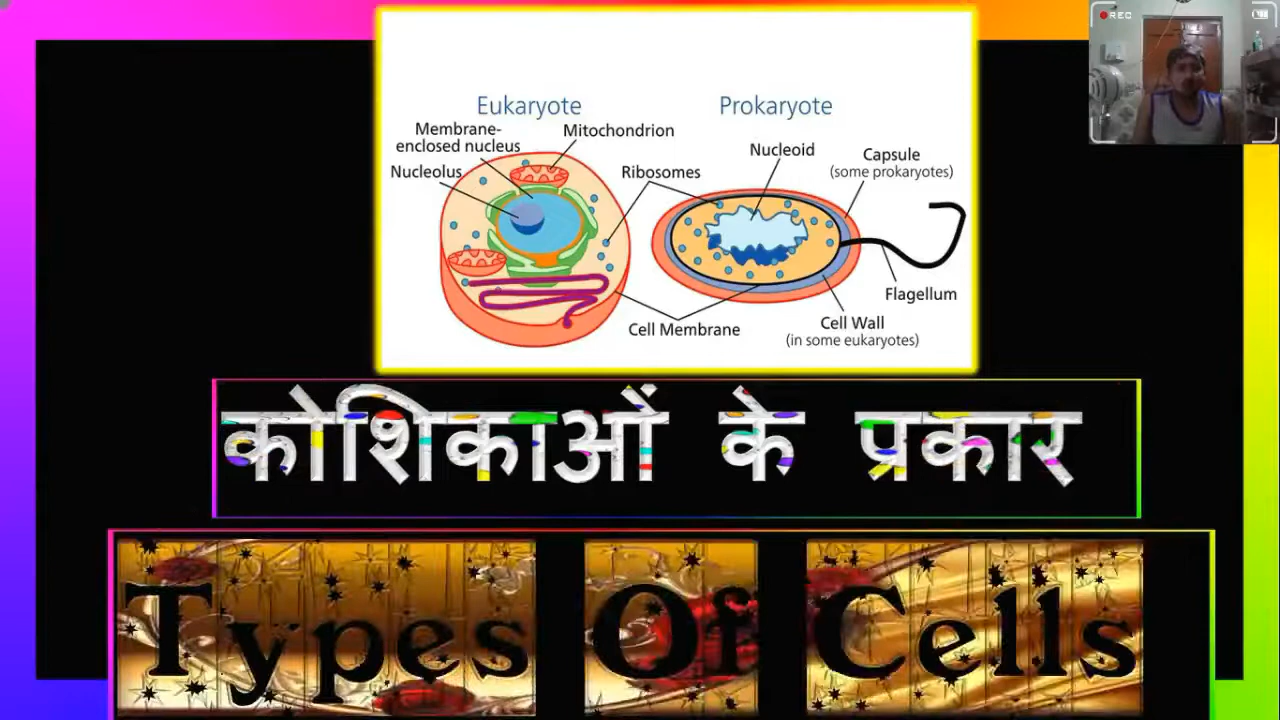 REC
Eukaryote
Prokaryote
Membrane-
enclosed nucleus
Mitochondrion
Nucleolus
Ribosomes
Nucleoid
Capsule
(some prokaryotes)
Flagellum
Cell Membrane
Cell Wall
(in some eukaryotes)
कोशिकाओं के प्रकार
Types Of Cells